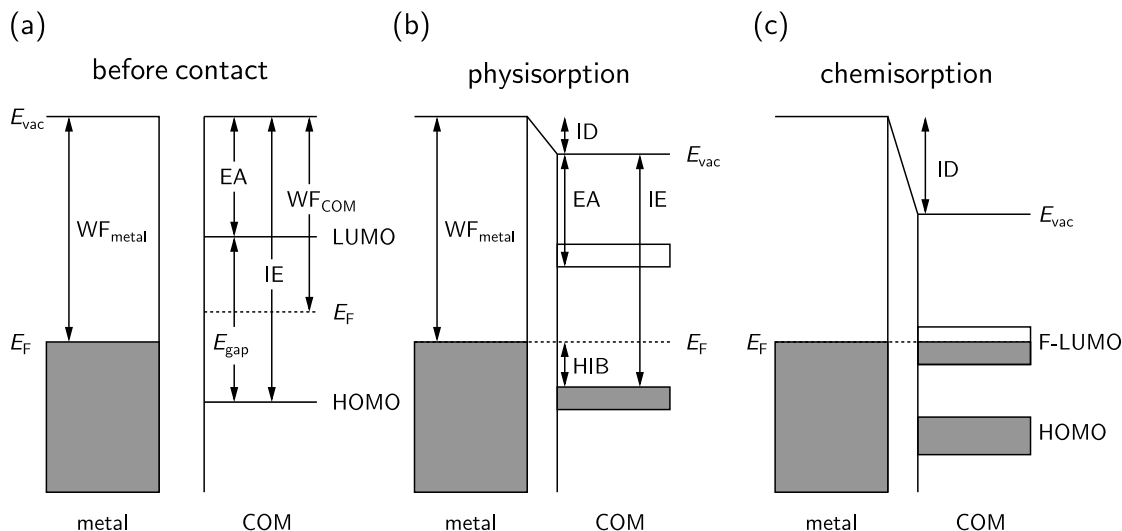 (a)
before contact
E_vac
EA
WF_COM
WF_metal
LUMO
IE
E_F
E_F
E_gap
HOMO
metal
COM
(b)
physisorption
ID
E_vac
EA
IE
WF_metal
E_F
HIB
metal
COM
(c)
chemisorption
ID
E_vac
E_F
F-LUMO
HOMO
metal
COM